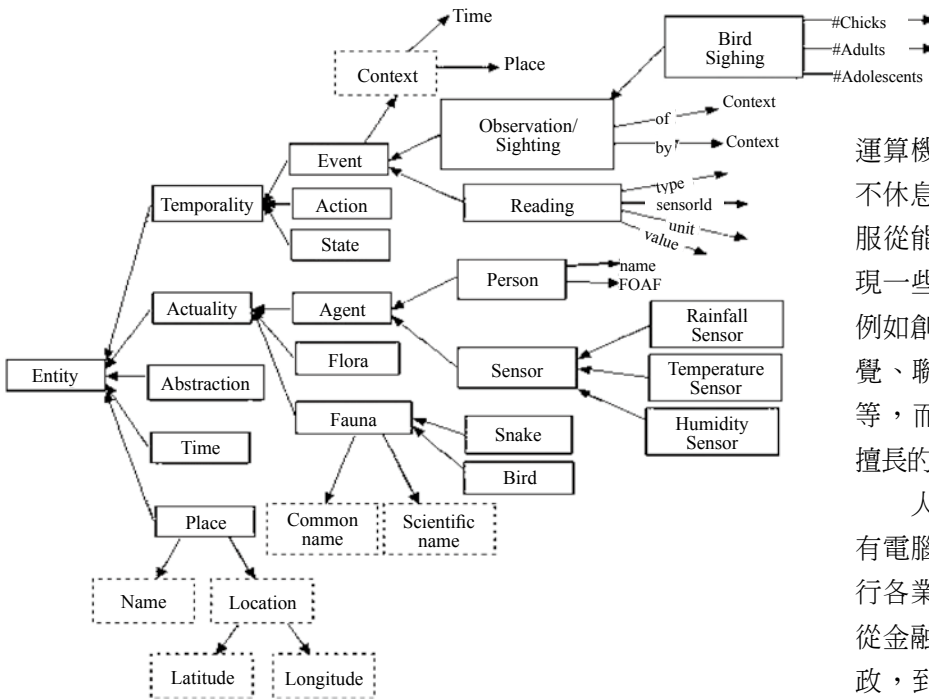 Time
Place
Context
Bird
Sighing
#Chicks
#Adults
#Adolescents
Observation/
Sighting
of
Context
by
Context
Event
Temporality
Action
State
Reading
type
sensorId
unit
value
Person
name
FOAF
Actuality
Agent
Flora
Entity
Abstraction
Time
Fauna
Sensor
Rainfall
Sensor
Temperature
Sensor
Humidity
Sensor
Snake
Bird
Place
Common
name
Scientific
name
Name
Location
Latitude
Longitude
運算機
不休息
服從能
現一些
例如創
覺、聯
等,而
擅長的
人
有電腦
行各業
從金融
政,到